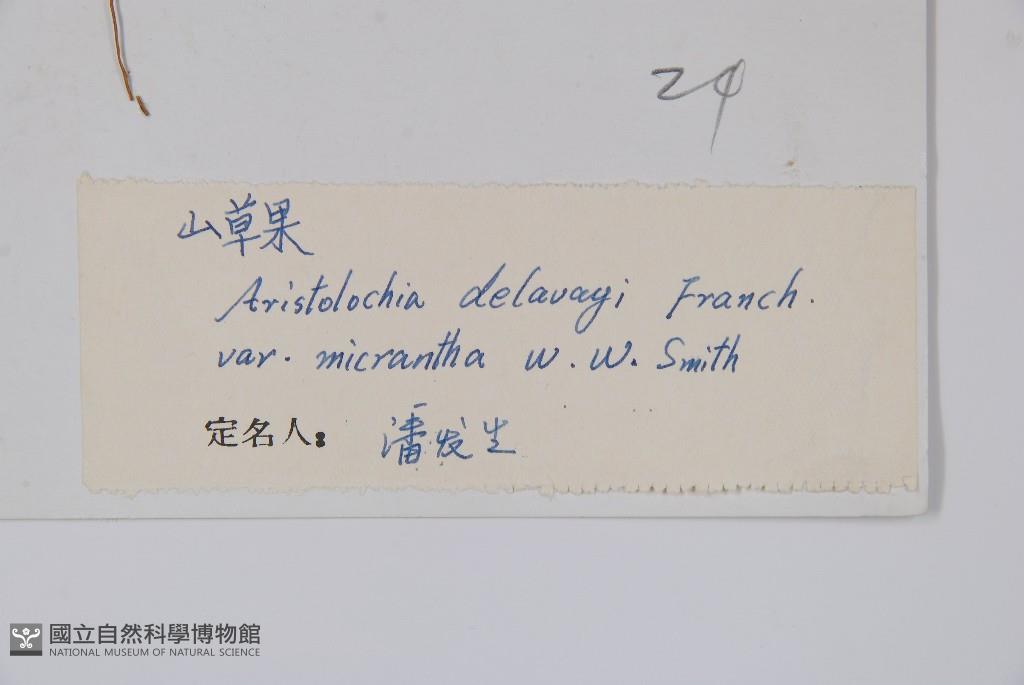 24
山草果
Aristolochia delavayi Franch.
var. micrantha W. W. Smith
定名人: 潘发生
國立自然科學博物館
NATIONAL MUSEUM OF NATURAL SCIENCE